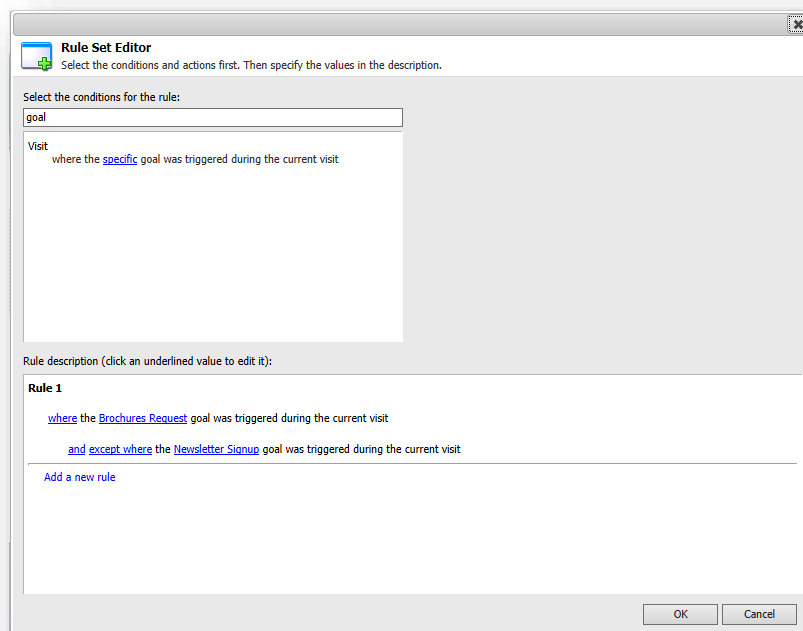 Rule Set Editor
Select the conditions and actions first. Then specify the values in the description.
Select the conditions for the rule:
goal
Visit
where the specific goal was triggered during the current visit
Rule description (click an underlined value to edit it):
Rule 1
where the Brochures Request goal was triggered during the current visit
and except where the Newsletter Signup goal was triggered during the current visit
Add a new rule
OK Cancel